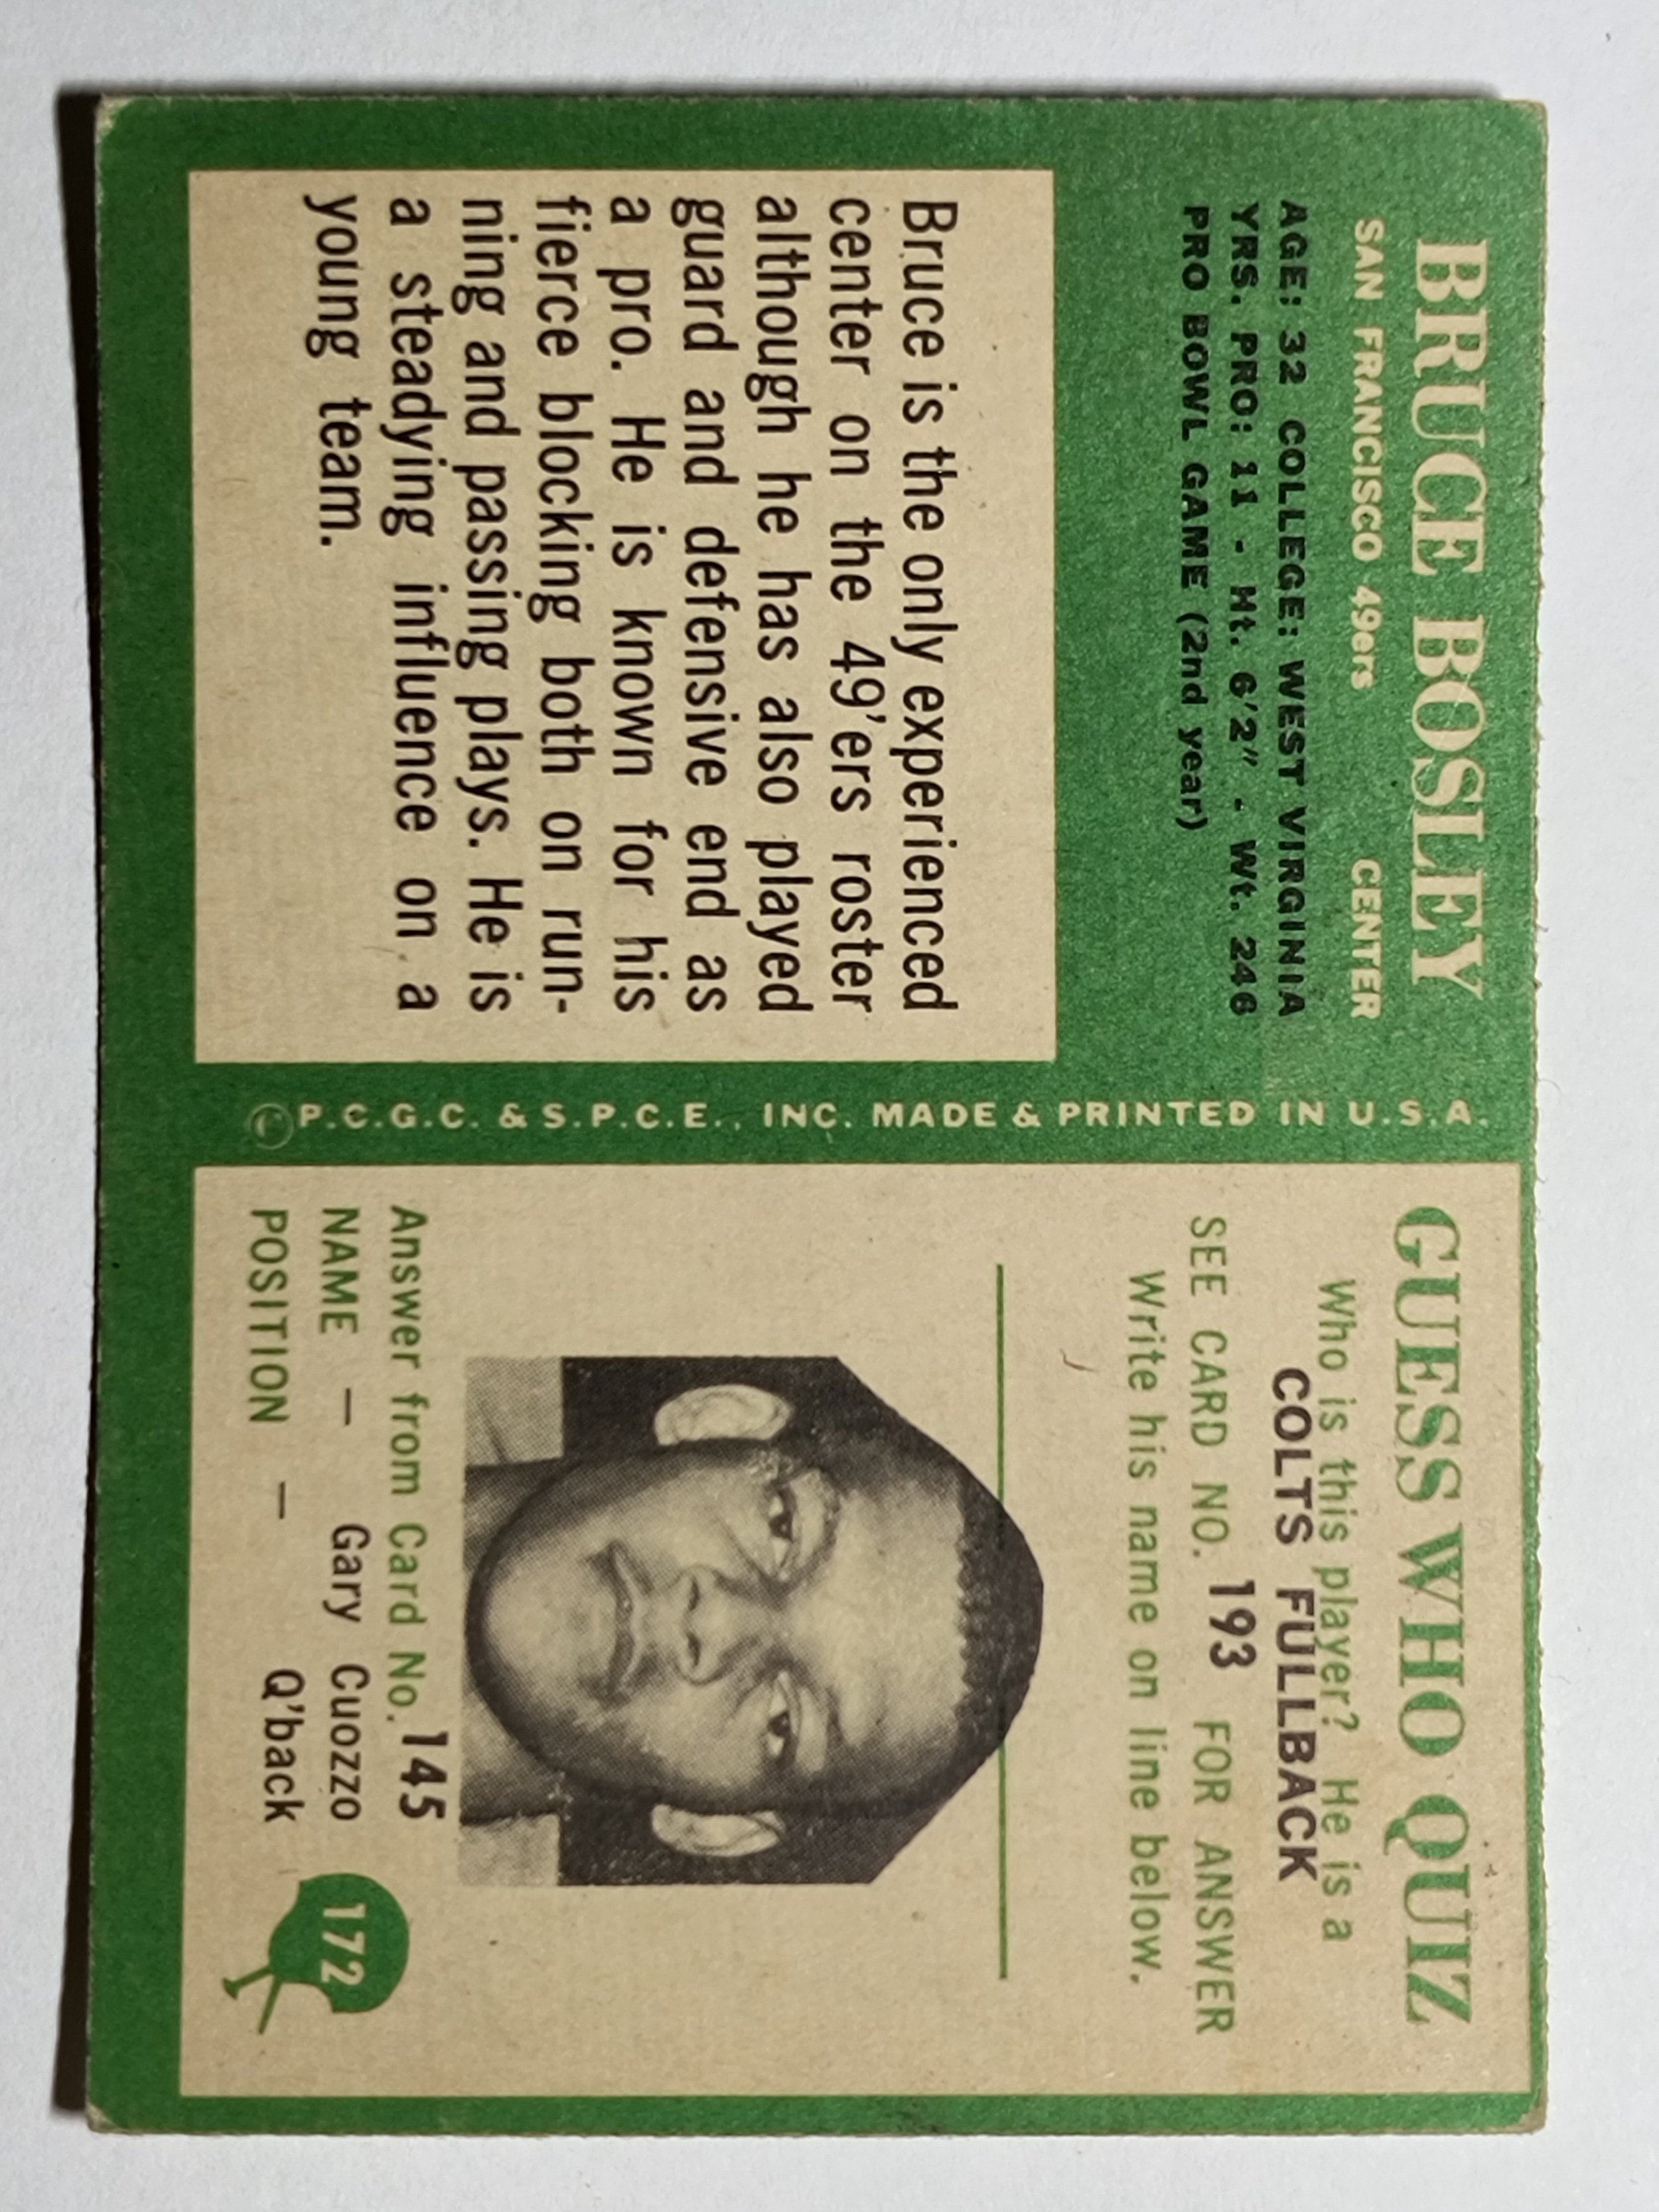 BRUCE BOSLEY
SAN FRANCISCO 49ers CENTER
AGE: 32 COLLEGE: WEST VIRGINIA
YRS. PRO: 11 - Ht. 6'2" - Wt. 246
PRO BOWL GAME (2nd year)
Bruce is the only experienced
center on the 49'ers roster
although he has also played
guard and defensive end as
a pro. He is known for his
fierce blocking both on run-
ning and passing plays. He is
a steadying influence on a
young team.
© P.C.G.C. & S.P.C.E., INC. MADE & PRINTED IN U.S.A.
GUESS WHO QUIZ
Who is this player? He is a
COLTS FULLBACK
SEE CARD NO. 193 FOR ANSWER
Write his name on line below.
Answer from Card No. 145
NAME — Gary Cuozzo
POSITION — Q'back
172